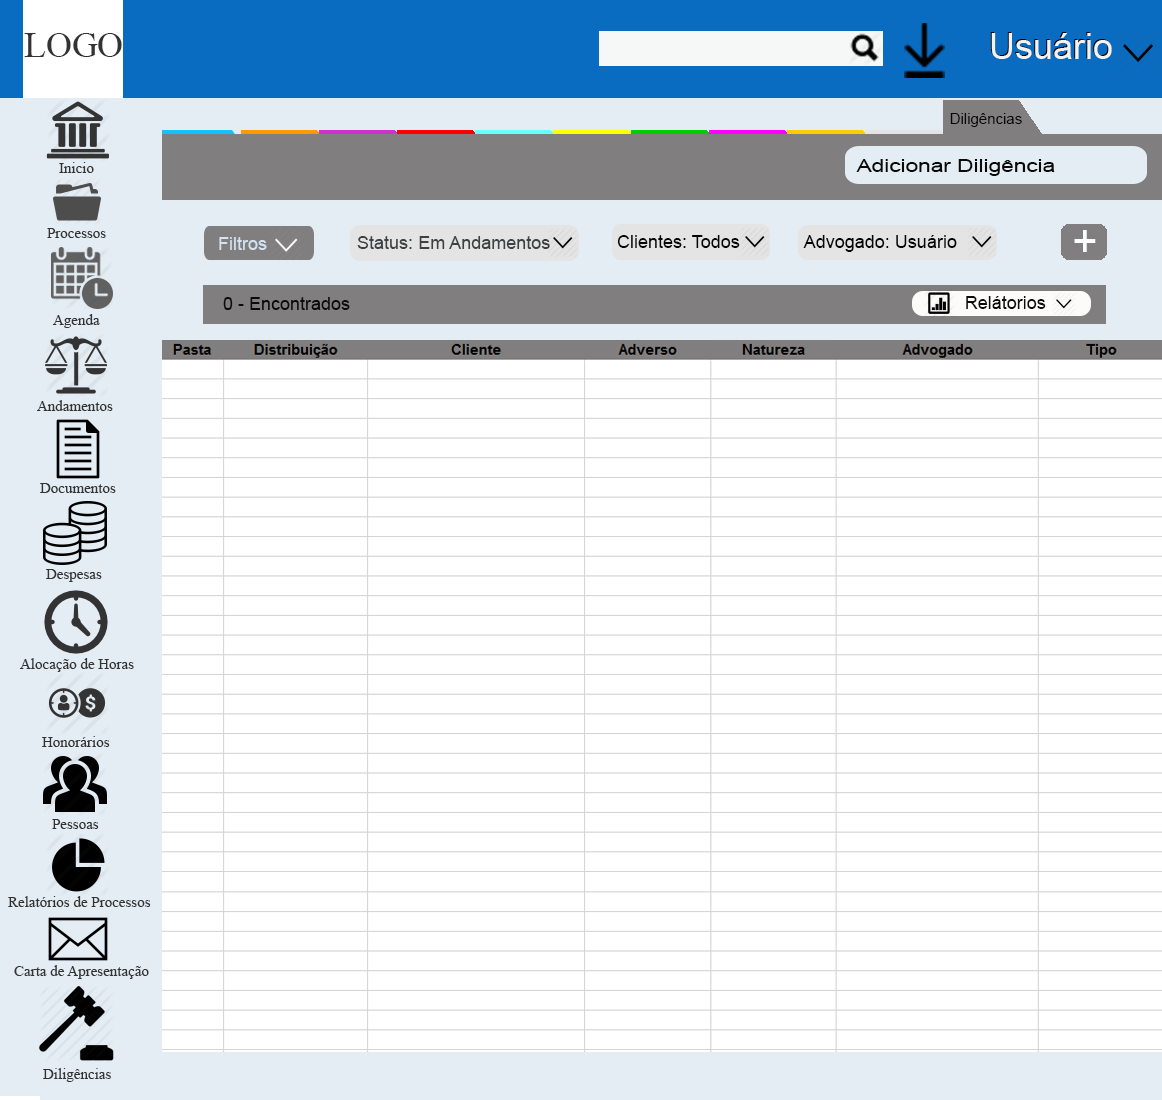 LOGO
Usuário
Inicio
Processos
Agenda
Andamentos
Documentos
Despesas
Alocação de Horas
Honorários
Pessoas
Relatórios de Processos
Carta de Apresentação
Diligências
Diligências
Adicionar Diligência
Filtros
Status: Em Andamentos
Clientes: Todos
Advogado: Usuário
+
0 - Encontrados
Relátorios
Pasta Distribuição Cliente Adverso Natureza Advogado Tipo